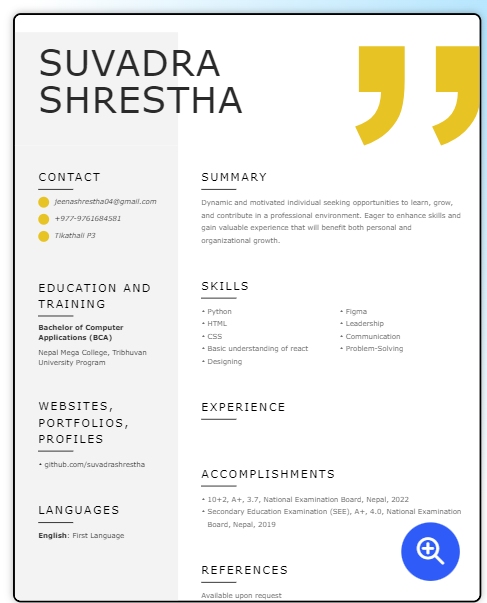 SUVADRA
SHRESTHA
CONTACT
jeenashrestha04@gmail.com
+977-9761684581
Tikathali P3
EDUCATION AND
TRAINING
Bachelor of Computer
Applications (BCA)
Nepal Mega College, Tribhuvan
University Program
WEBSITES,
PORTFOLIOS,
PROFILES
• github.com/suvadrashrestha
LANGUAGES
English: First Language
SUMMARY
Dynamic and motivated individual seeking opportunities to learn, grow,
and contribute in a professional environment. Eager to enhance skills and
gain valuable experience that will benefit both personal and
organizational growth.
SKILLS
• Python
• HTML
• CSS
• Basic understanding of react
• Designing
• Figma
• Leadership
• Communication
• Problem-Solving
EXPERIENCE
ACCOMPLISHMENTS
• 10+2, A+, 3.7, National Examination Board, Nepal, 2022
• Secondary Education Examination (SEE), A+, 4.0, National Examination
Board, Nepal, 2019
REFERENCES
Available upon request